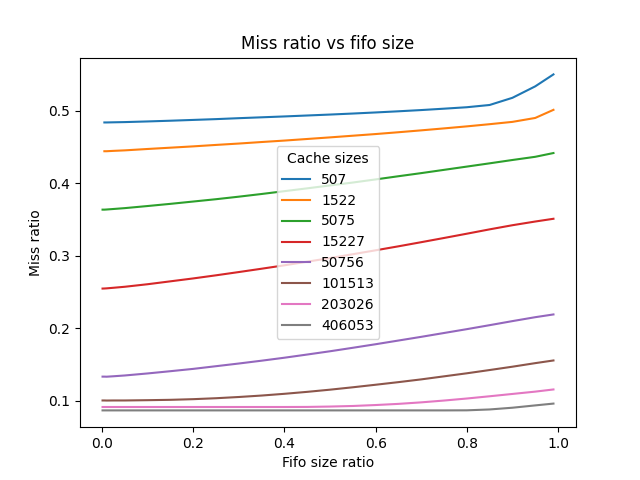 Miss ratio vs fifo size
Miss ratio
0.5
0.4
0.3
0.2
0.1
Cache sizes
507
1522
5075
15227
50756
101513
203026
406053
0.0 0.2 0.4 0.6 0.8 1.0
Fifo size ratio